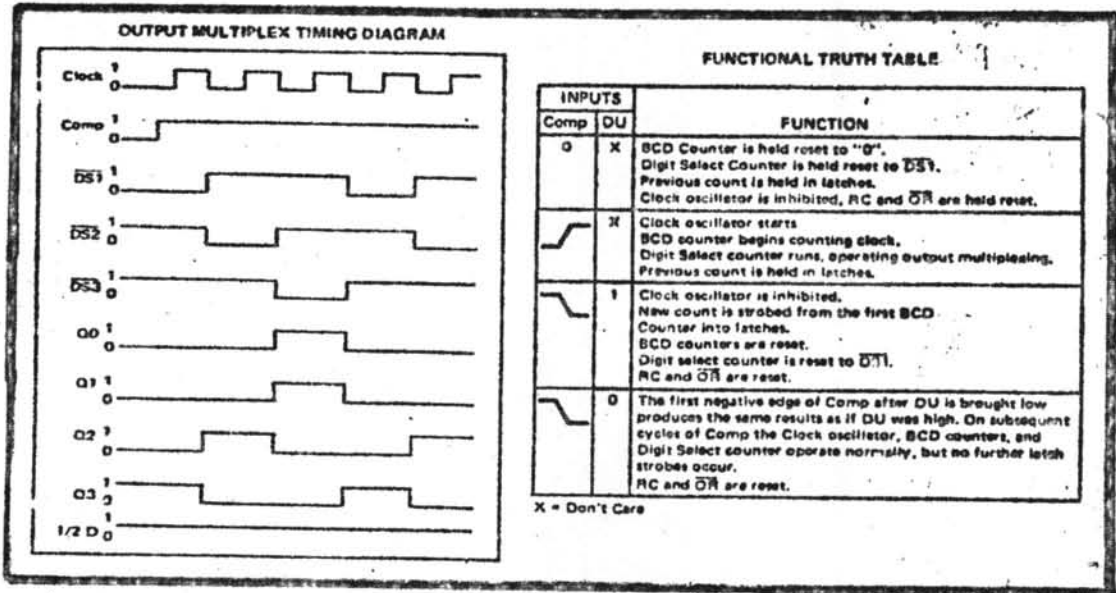 OUTPUT MULTIPLEX TIMING DIAGRAM
Clock 1
0
Comp 1
0
DS1 1
0
DS2 1
0
DS3 1
0
Q0 1
0
Q1 1
0
Q2 1
0
Q3 1
0
1/2 D 1
0
FUNCTIONAL TRUTH TABLE
INPUTS
Comp DU FUNCTION
0 X BCD Counter is held reset to "0".
Digit Select Counter is held reset to DS1.
Previous count is held in latches.
Clock oscillator is inhibited, RC and OR are held reset.
X Clock oscillator starts
BCD counter begins counting clock.
Digit Select counter runs, operating output multiplexing.
Previous count is held in latches.
1 Clock oscillator is inhibited.
New count is strobed from the first BCD
Counter into latches.
BCD counters are reset.
Digit select counter is reset to
RC and OR are reset.
0 The first negative edge of Comp after DU is brought low
produces the same results as if DU was high. On subsequent
cycles of Comp the Clock oscillator, BCD counters, and
Digit Select counter operate normally, but no further latch
strobes occur.
RC and OR are reset.
X = Don't Care